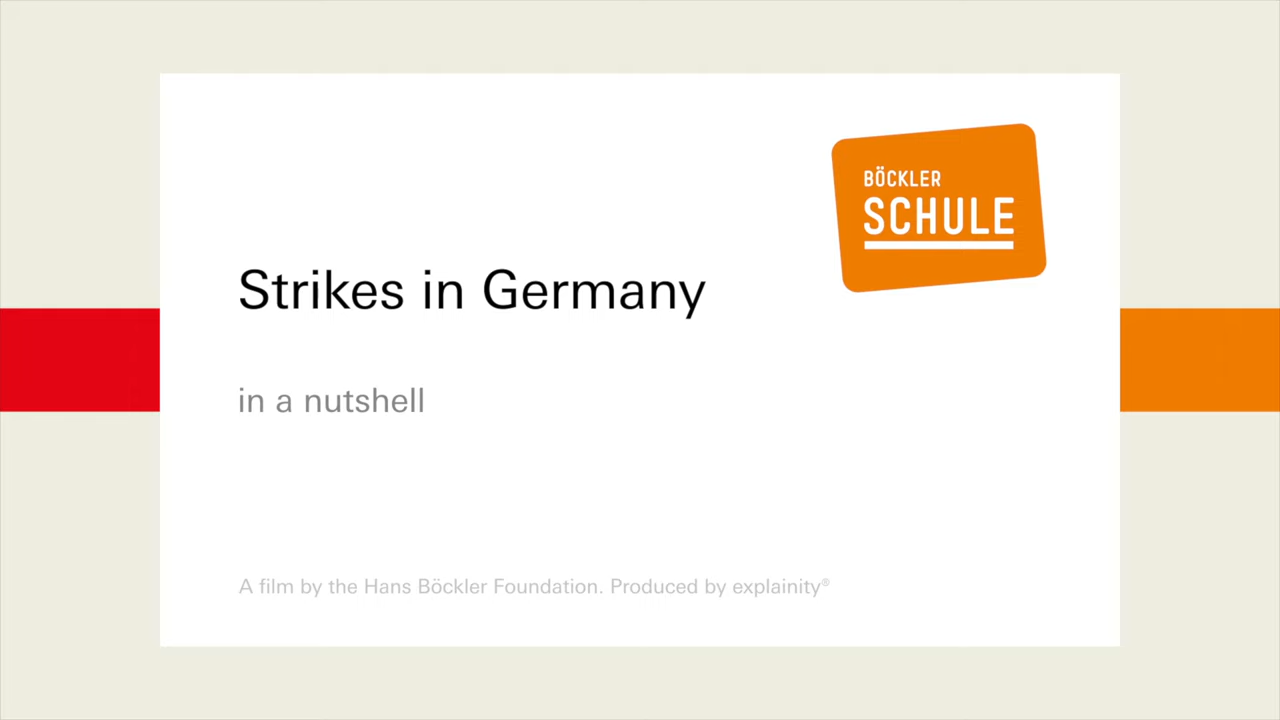 BÖCKLER
SCHULE
Strikes in Germany
in a nutshell
A film by the Hans Böckler Foundation. Produced by explainity®